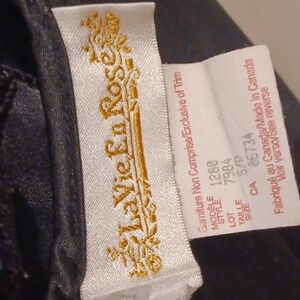 La Vie En Rose
Garniture Non Comprise/Exclusive of Trim
MODÈLE
STYLE 1280
LOT 7984
TAILLE
SIZE S/P
CA 06734
Fabriqué au Canada/Made in Canada
Voir verso/See reverse